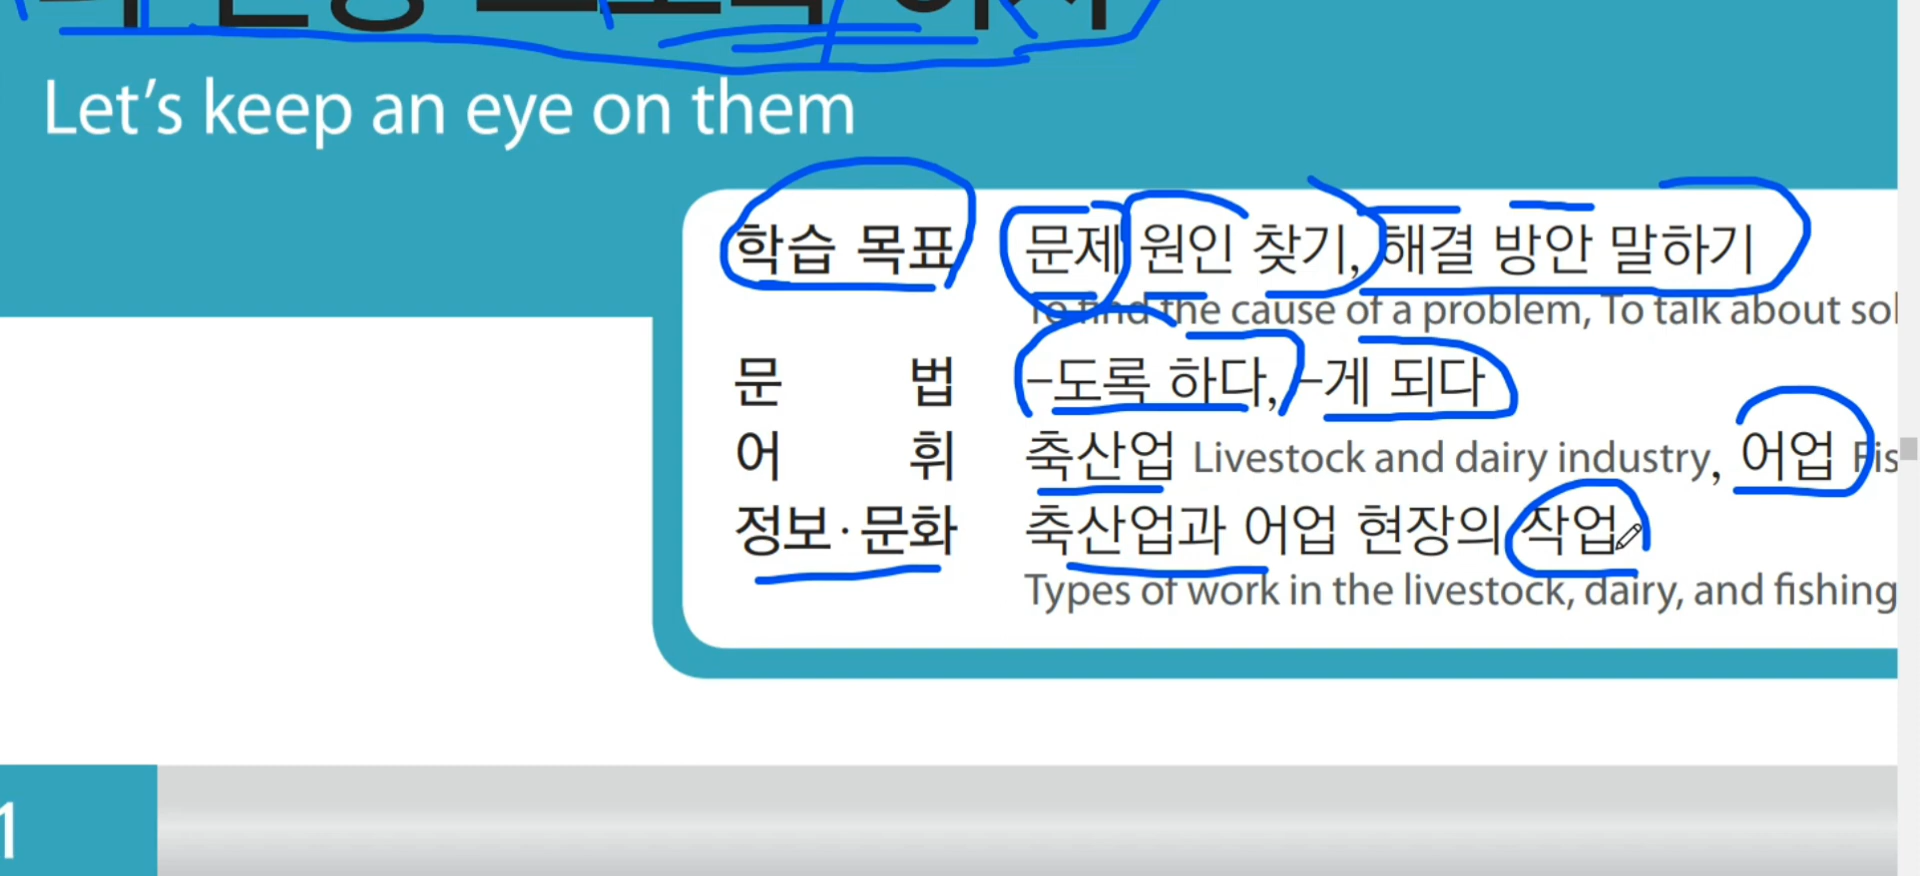 Let's keep an eye on them
학습 목표 문제 원인 찾기, 해결 방안 말하기
To find the cause of a problem, To talk about sol
문 법 -도록 하다, -게 되다
어 휘 축산업 Livestock and dairy industry, 어업 Fis
정보·문화 축산업과 어업 현장의 작업
Types of work in the livestock, dairy, and fishing
1